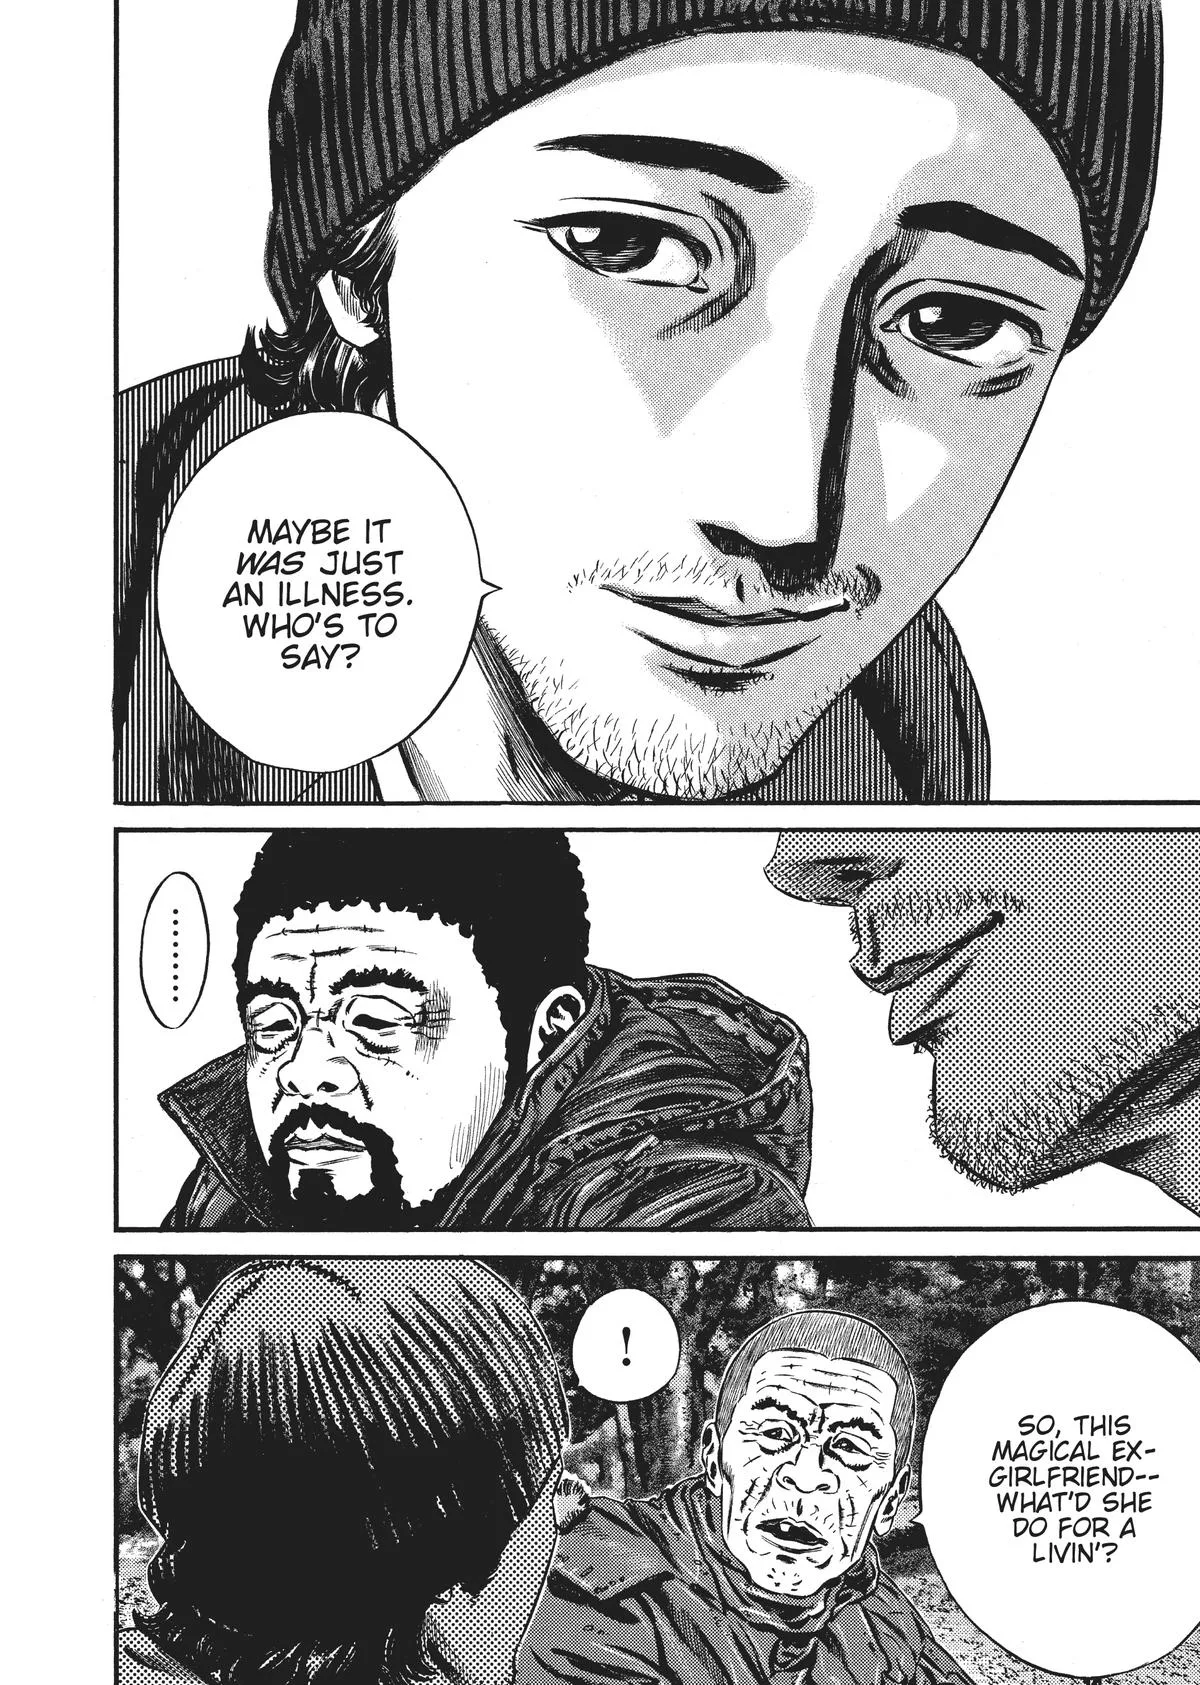 MAYBE IT
WAS JUST
AN ILLNESS.
WHO'S TO
SAY?
.........
!
SO, THIS
MAGICAL EX-
GIRLFRIEND--
WHAT'D SHE
DO FOR A
LIVIN'?